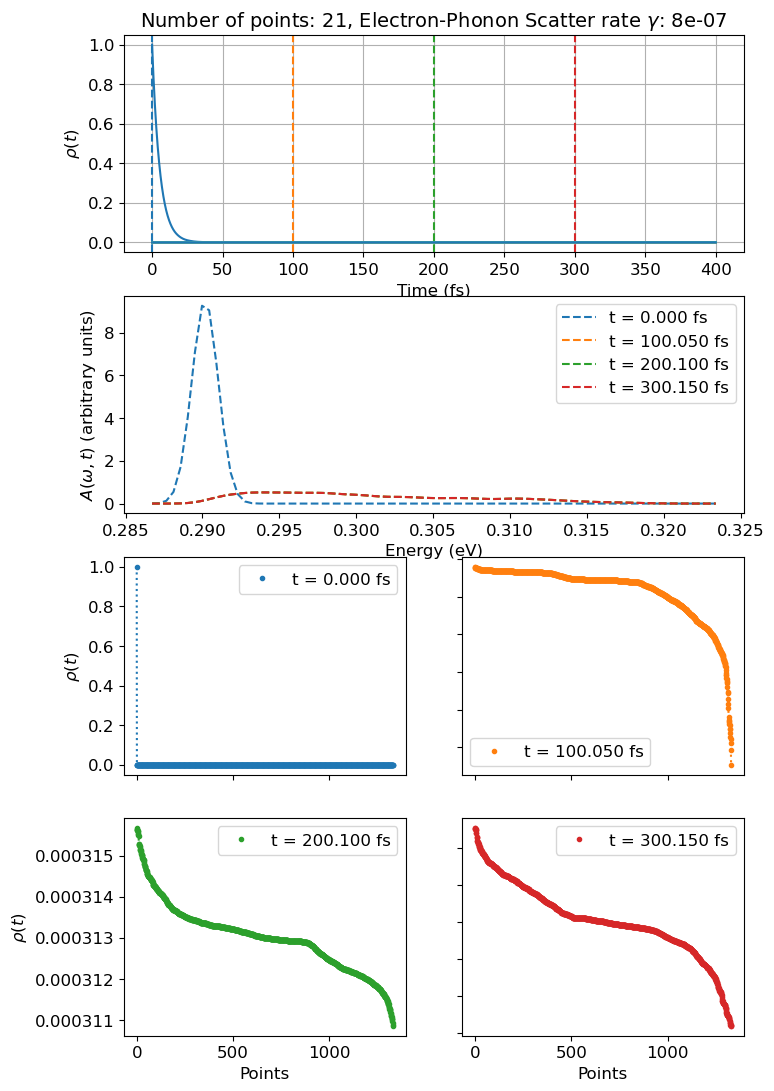 Number of points: 21, Electron-Phonon Scatter rate γ: 8e-07
1.0
0.8
0.6
0.4
0.2
0.0
ρ(t)
0 50 100 150 200 250 300 350 400
Time (fs)
8
6
4
2
0
A(ω, t) (arbitrary units)
t = 0.000 fs
t = 100.050 fs
t = 200.100 fs
t = 300.150 fs
0.285 0.290 0.295 0.300 0.305 0.310 0.315 0.320 0.325
Energy (eV)
1.0
0.8
0.6
0.4
0.2
0.0
ρ(t)
t = 0.000 fs
t = 100.050 fs
0.000315
0.000314
0.000313
0.000312
0.000311
ρ(t)
t = 200.100 fs
0 500 1000
Points
t = 300.150 fs
0 500 1000
Points